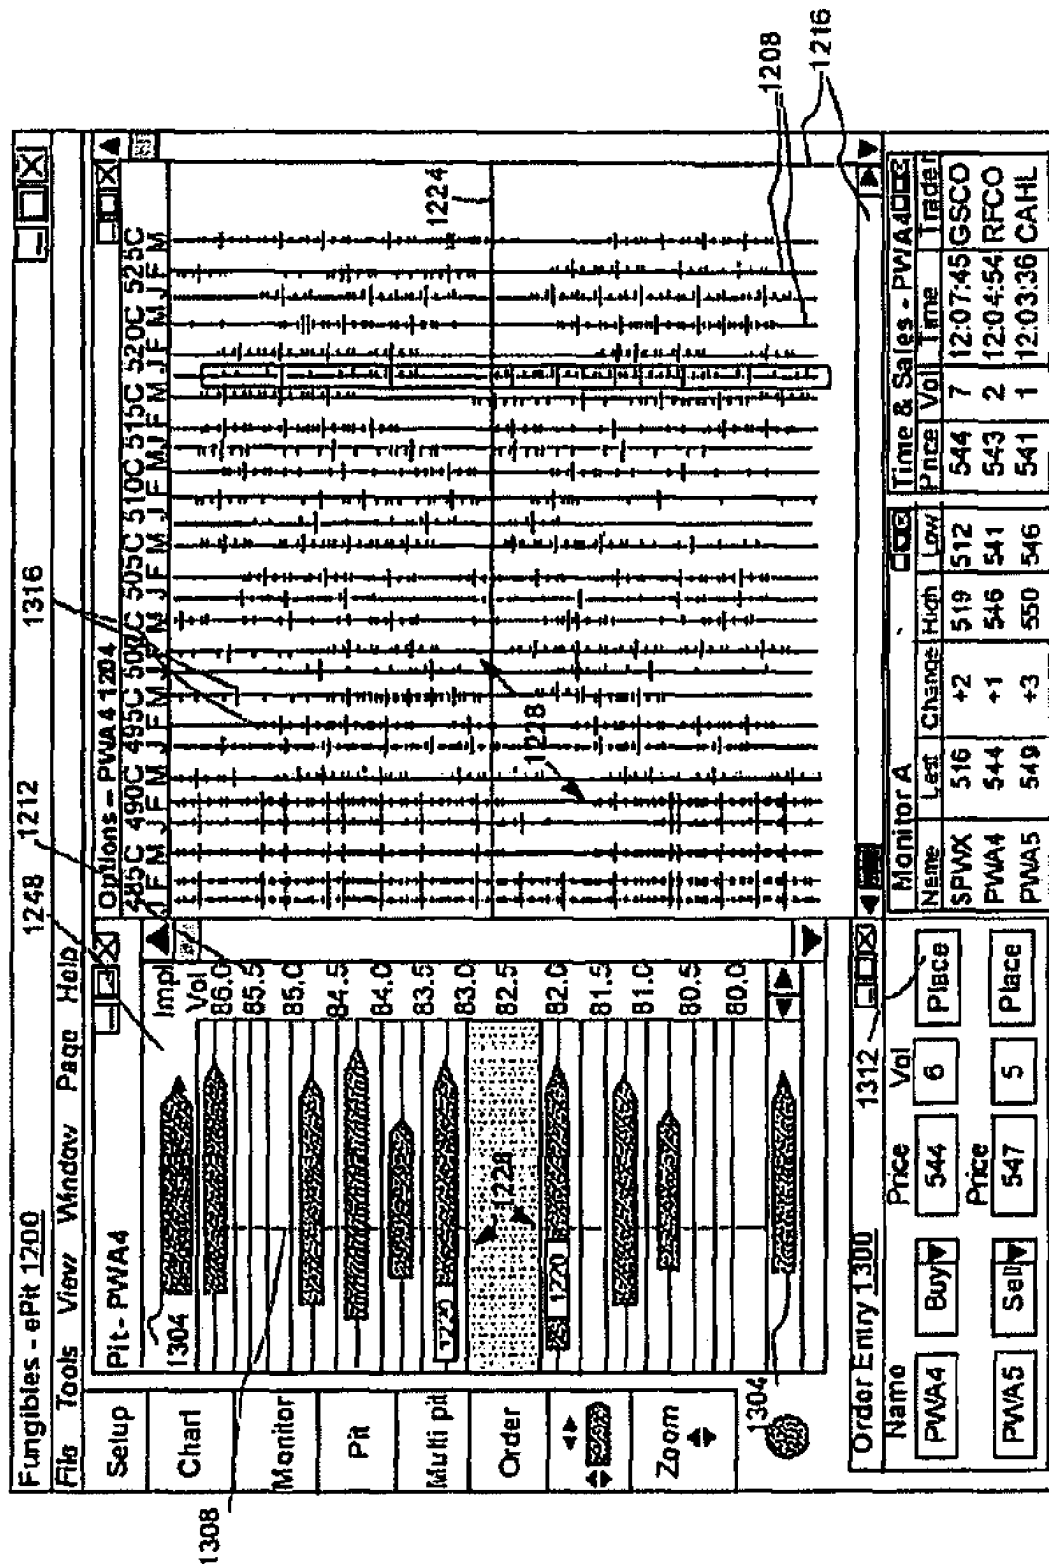 Fungibles - ePit 1200
File Tools View Window Page Help
1248
1212
1316
Setup
Chart
Monitor
Pit
Multi pit
Order
Zoom
1308
Pit - PWA4
Impl
Vol
86.0
85.5
85.0
84.5
84.0
83.5
83.0
82.5
82.0
81.5
81.0
80.5
80.0
1304
1220
1228
25 1220
1304
Options – PWA4 1204
485C 490C 495C 500C 505C 510C 515C 520C 525C
J F M J F M J F M J F M J F M J F M J F M J F M J F M
1224
1228
1208
1216
Order Entry 1300
1312
Name Price Vol
PWA4 Buy 544 6 Place
Price
PWA5 Sell 547 5 Place
Monitor A
Name Last Change High Low
SPWX 516 +2 519 512
PWA4 544 +1 546 541
PWA5 549 +3 550 546
Time & Sales - PWA4
Price Vol Time Trader
544 7 12:07:45 GSCO
543 2 12:04:54 RFCO
541 1 12:03:36 CAHL